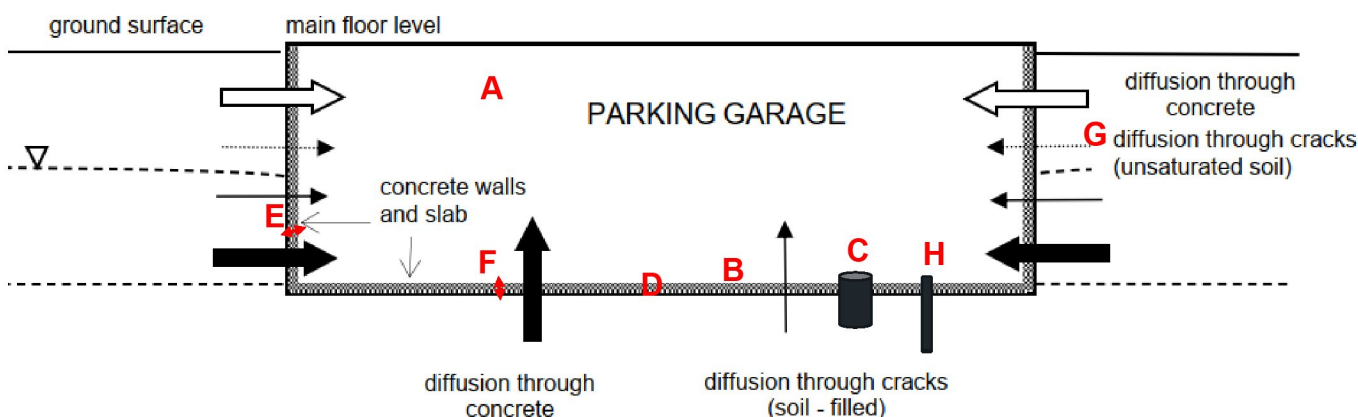 ground surface
main floor level
A
PARKING GARAGE
diffusion through
concrete
G
diffusion through cracks
(unsaturated soil)
concrete walls
and slab
E
F
B
C
H
D
diffusion through
concrete
diffusion through cracks
(soil - filled)